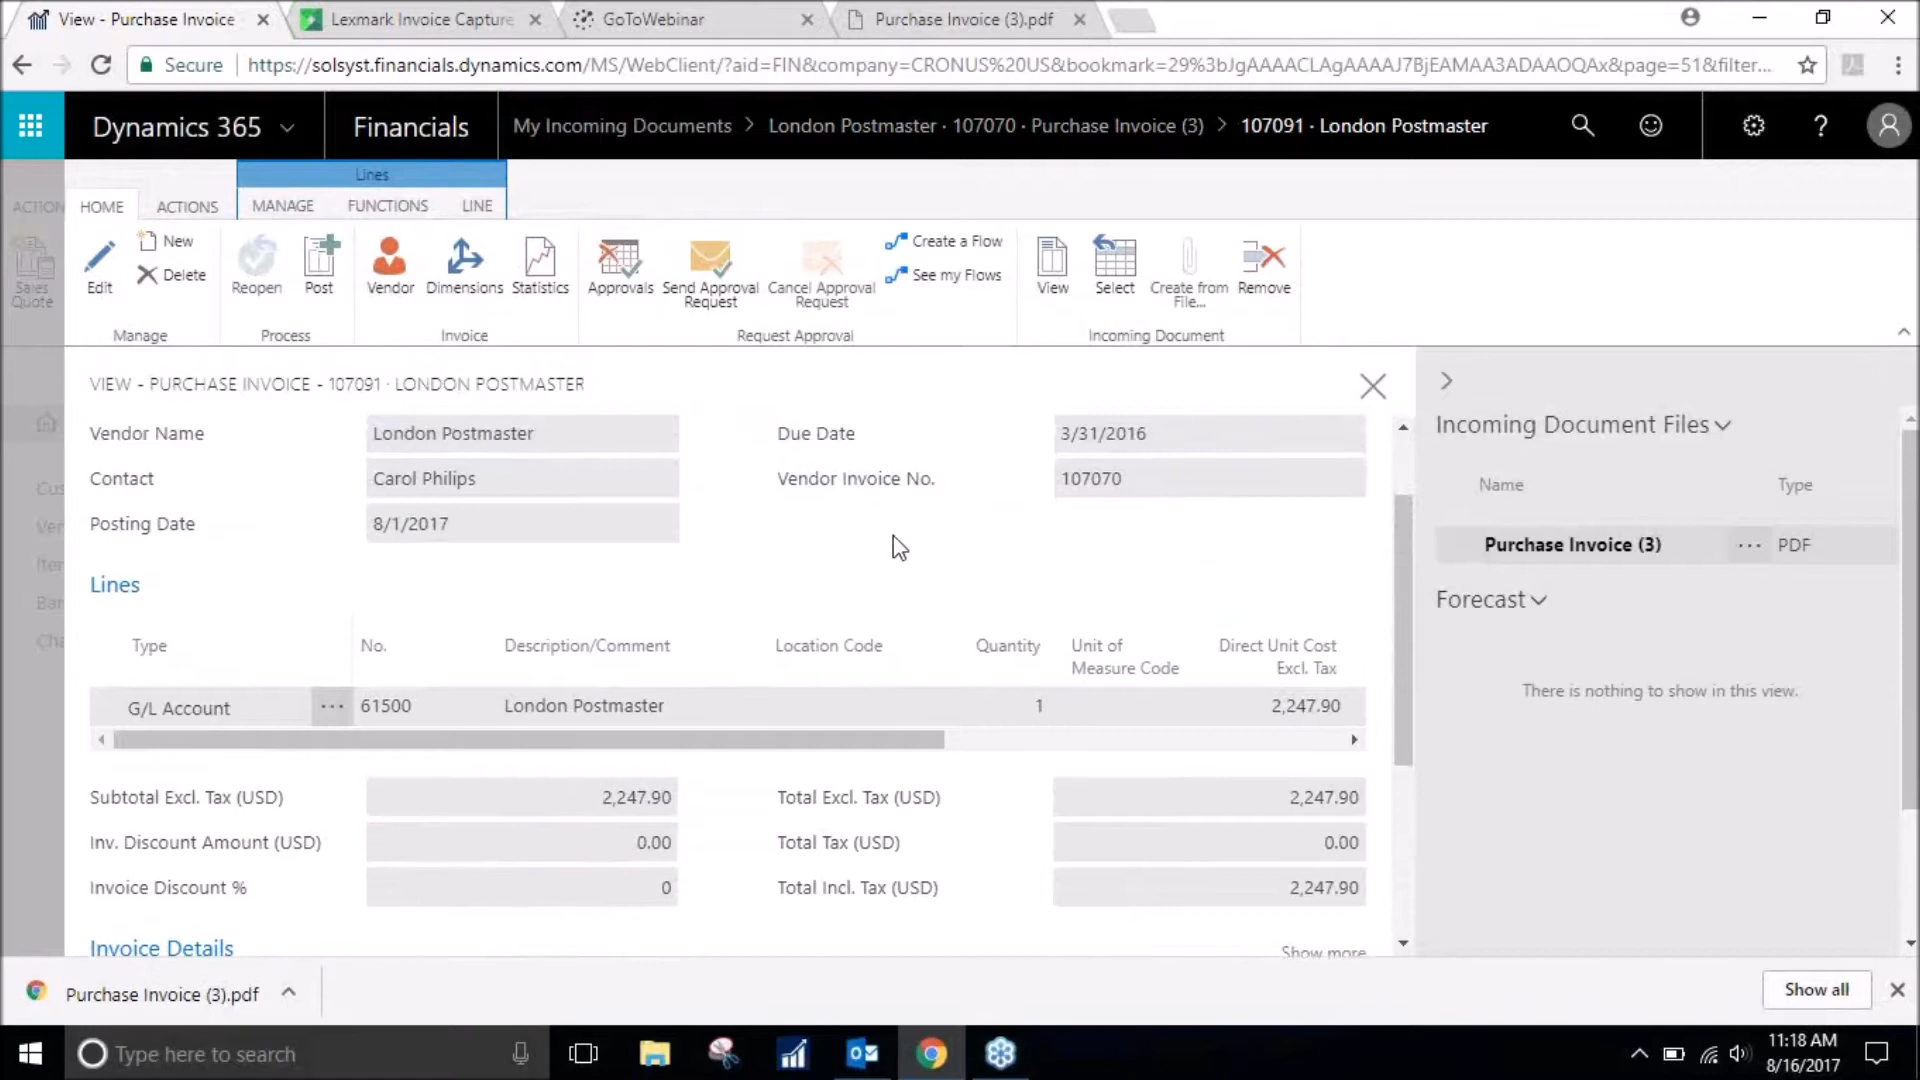 View - Purchase Invoice
Lexmark Invoice Capture
GoToWebinar
Purchase Invoice (3).pdf
Secure
https://solsyst.financials.dynamics.com/MS/WebClient/?aid=FIN&company=CRONUS%20US&bookmark=29%3bJgAAAACLAgAAAAJ7BjEAMAA3ADAAOQAx&page=51&filter...
Dynamics 365
Financials
My Incoming Documents > London Postmaster · 107070 · Purchase Invoice (3) > 107091 · London Postmaster
Lines
ACTION
HOME
ACTIONS
MANAGE
FUNCTIONS
LINE
Sales Quote
Edit
New
Delete
Manage
Reopen
Post
Process
Vendor
Dimensions
Statistics
Invoice
Approvals
Send Approval
Request
Cancel Approval
Request
Create a Flow
See my Flows
Request Approval
View
Select
Create from
File...
Remove
Incoming Document
VIEW - PURCHASE INVOICE - 107091 · LONDON POSTMASTER
Vendor Name London Postmaster
Due Date 3/31/2016
Contact Carol Philips
Vendor Invoice No. 107070
Posting Date 8/1/2017
Lines
Type No. Description/Comment Location Code Quantity Unit of Measure Code Direct Unit Cost Excl. Tax
G/L Account ··· 61500 London Postmaster 1 2,247.90
Subtotal Excl. Tax (USD) 2,247.90
Total Excl. Tax (USD) 2,247.90
Inv. Discount Amount (USD) 0.00
Total Tax (USD) 0.00
Invoice Discount % 0
Total Incl. Tax (USD) 2,247.90
Invoice Details
Show more
Cus
Ver
Iter
Bar
Cha
Incoming Document Files
Name Type
Purchase Invoice (3) ··· PDF
Forecast
There is nothing to show in this view.
Purchase Invoice (3).pdf
Show all
Type here to search
11:18 AM
8/16/2017